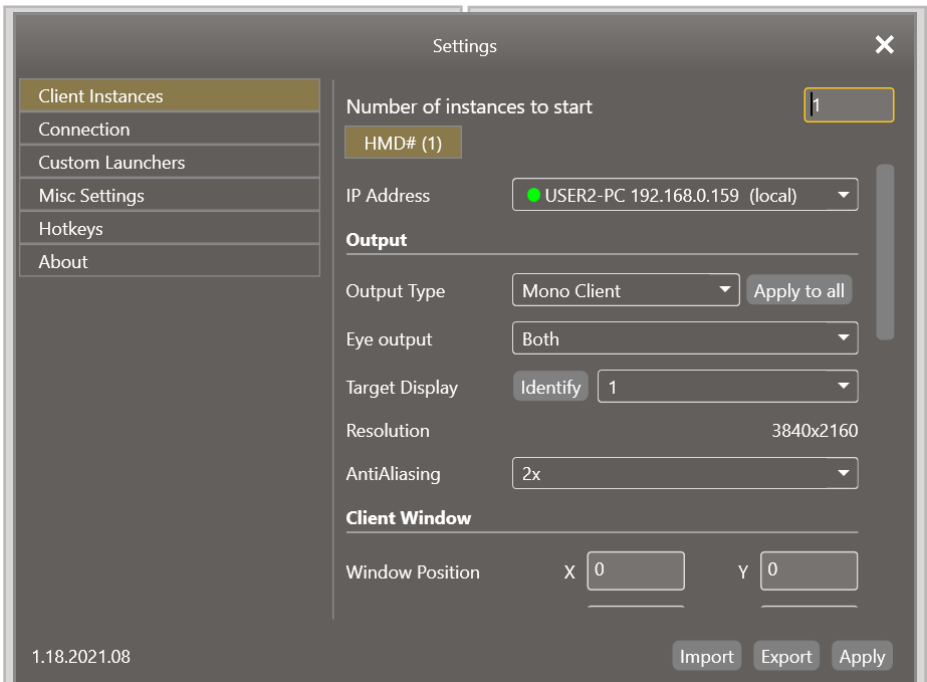 Settings
Client Instances
Connection
Custom Launchers
Misc Settings
Hotkeys
About
Number of instances to start 1
HMD# (1)
IP Address USER2-PC 192.168.0.159 (local)
Output
Output Type Mono Client Apply to all
Eye output Both
Target Display Identify 1
Resolution 3840x2160
AntiAliasing 2x
Client Window
Window Position X 0 Y 0
1.18.2021.08 Import Export Apply